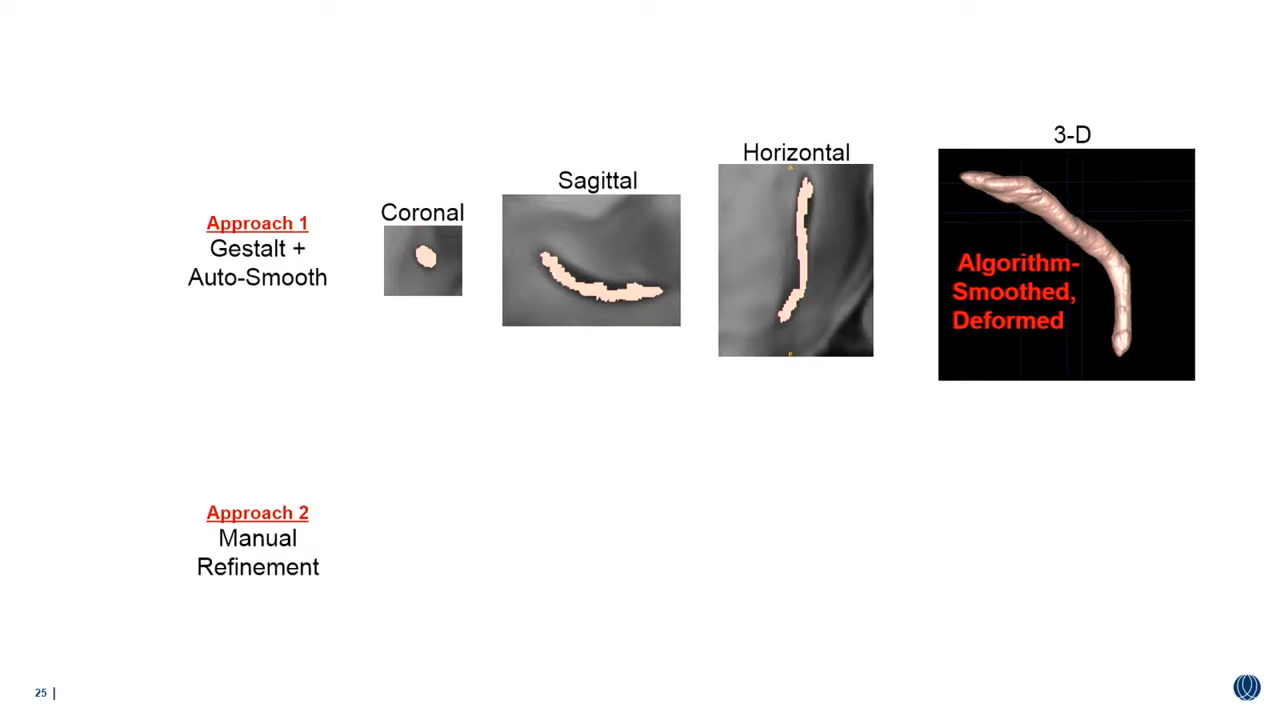 3-D
Horizontal
Sagittal
Coronal
Approach 1
Gestalt +
Auto-Smooth
A
P
Algorithm-
Smoothed,
Deformed
Approach 2
Manual
Refinement
25 |